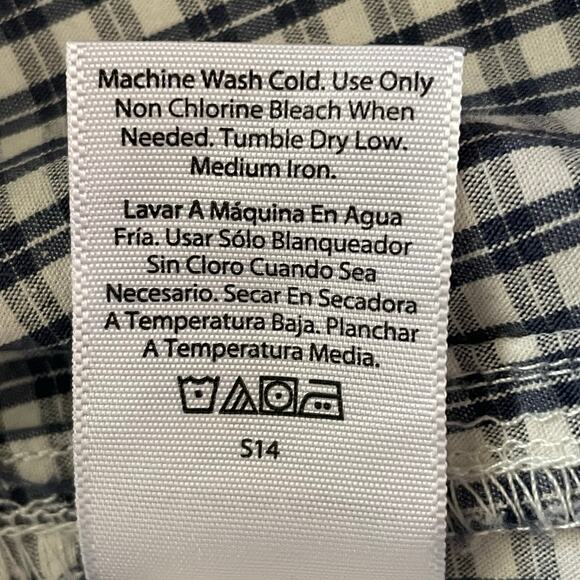 Machine Wash Cold. Use Only
Non Chlorine Bleach When
Needed. Tumble Dry Low.
Medium Iron.
Lavar A Máquina En Agua
Fría. Usar Sólo Blanqueador
Sin Cloro Cuando Sea
Necesario. Secar En Secadora
A Temperatura Baja. Planchar
A Temperatura Media.
S14